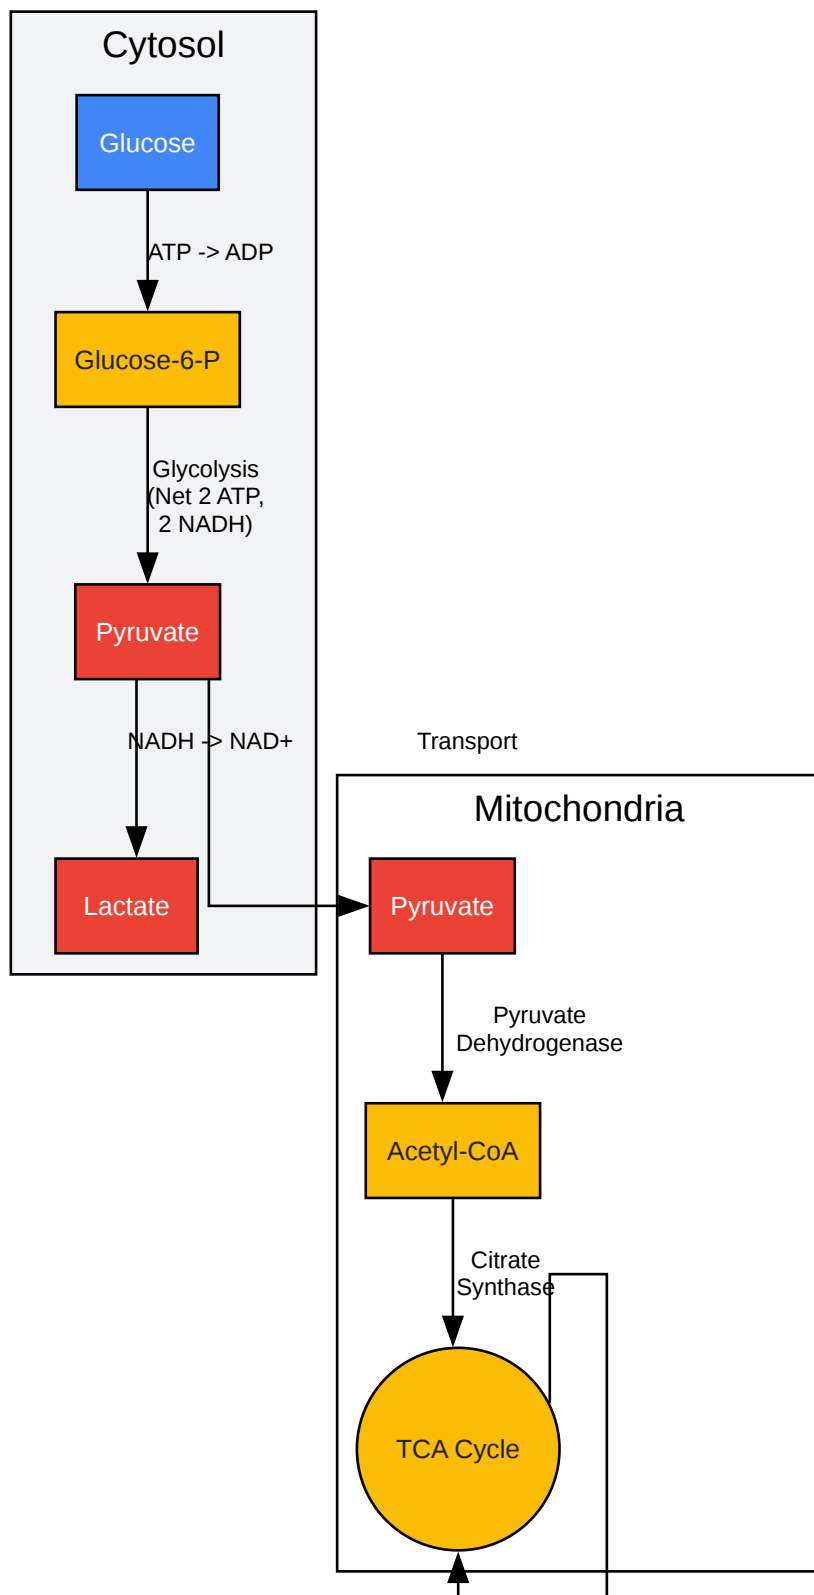 Cytosol
Glucose
ATP -> ADP
Glucose-6-P
Glycolysis
(Net 2 ATP,
2 NADH)
Pyruvate
NADH -> NAD+
Lactate
Transport
Mitochondria
Pyruvate
Pyruvate
Dehydrogenase
Acetyl-CoA
Citrate
Synthase
TCA Cycle